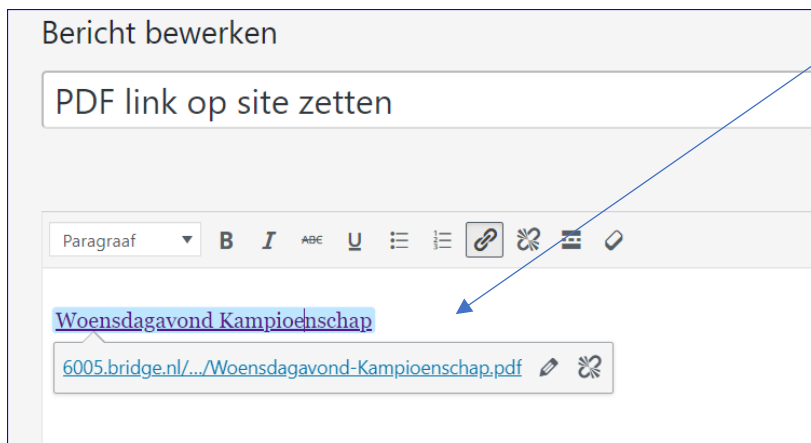 Bericht bewerken
PDF link op site zetten
Paragraaf B I ABC U
Woensdagavond Kampioenschap
6005.bridge.nl/.../Woensdagavond-Kampioenschap.pdf